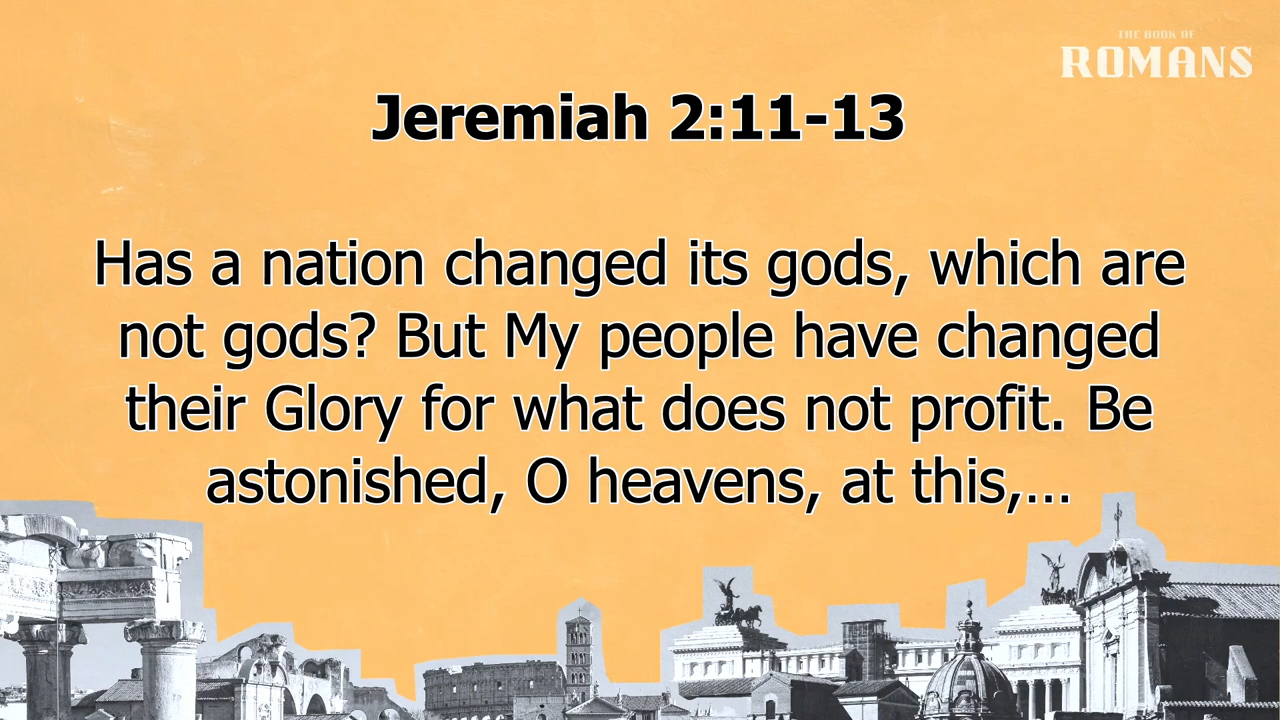 THE BOOK OF
ROMANS
Jeremiah 2:11-13
Has a nation changed its gods, which are
not gods? But My people have changed
their Glory for what does not profit. Be
astonished, O heavens, at this,...